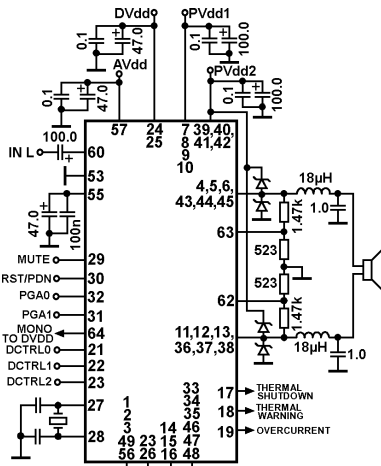 DVdd PVdd1
0.1 47.0 0.1 100.0
AVdd PVdd2
0.1 47.0 0.1 100.0
57 24 25 7 8 9 10 39,40, 41,42
100.0
IN L 60
53
55
47.0 100n
4,5,6, 43,44,45
18µH
1.47k 1.0
63
523
523
62
1.47k
11,12,13, 36,37,38
18µH
1.0
MUTE 29
RST/PDN 30
PGA0 32
PGA1 31
MONO TO DVDD 64
DCTRL0 21
DCTRL1 22
DCTRL2 23
27
28
1 2 3 49 56
23 26
14 15 16
33 34 35 46 47 48
17 THERMAL SHUTDOWN
18 THERMAL WARNING
19 OVERCURRENT